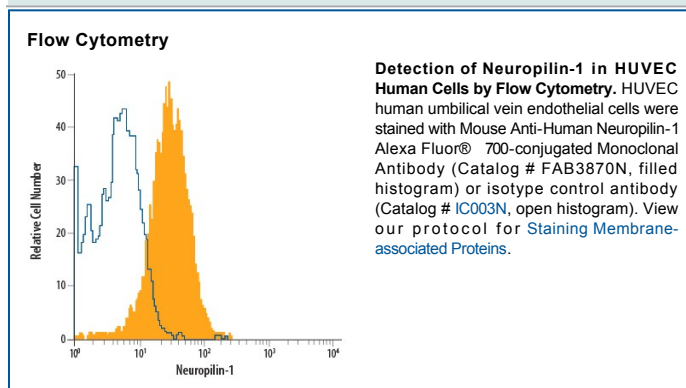 Flow Cytometry
50
40
30
20
10
0
Relative Cell Number
10⁰ 10¹ 10² 10³ 10⁴
Neuropilin-1
Detection of Neuropilin-1 in HUVEC
Human Cells by Flow Cytometry. HUVEC
human umbilical vein endothelial cells were
stained with Mouse Anti-Human Neuropilin-1
Alexa Fluor® 700-conjugated Monoclonal
Antibody (Catalog # FAB3870N, filled
histogram) or isotype control antibody
(Catalog # IC003N, open histogram). View
our protocol for Staining Membrane-
associated Proteins.